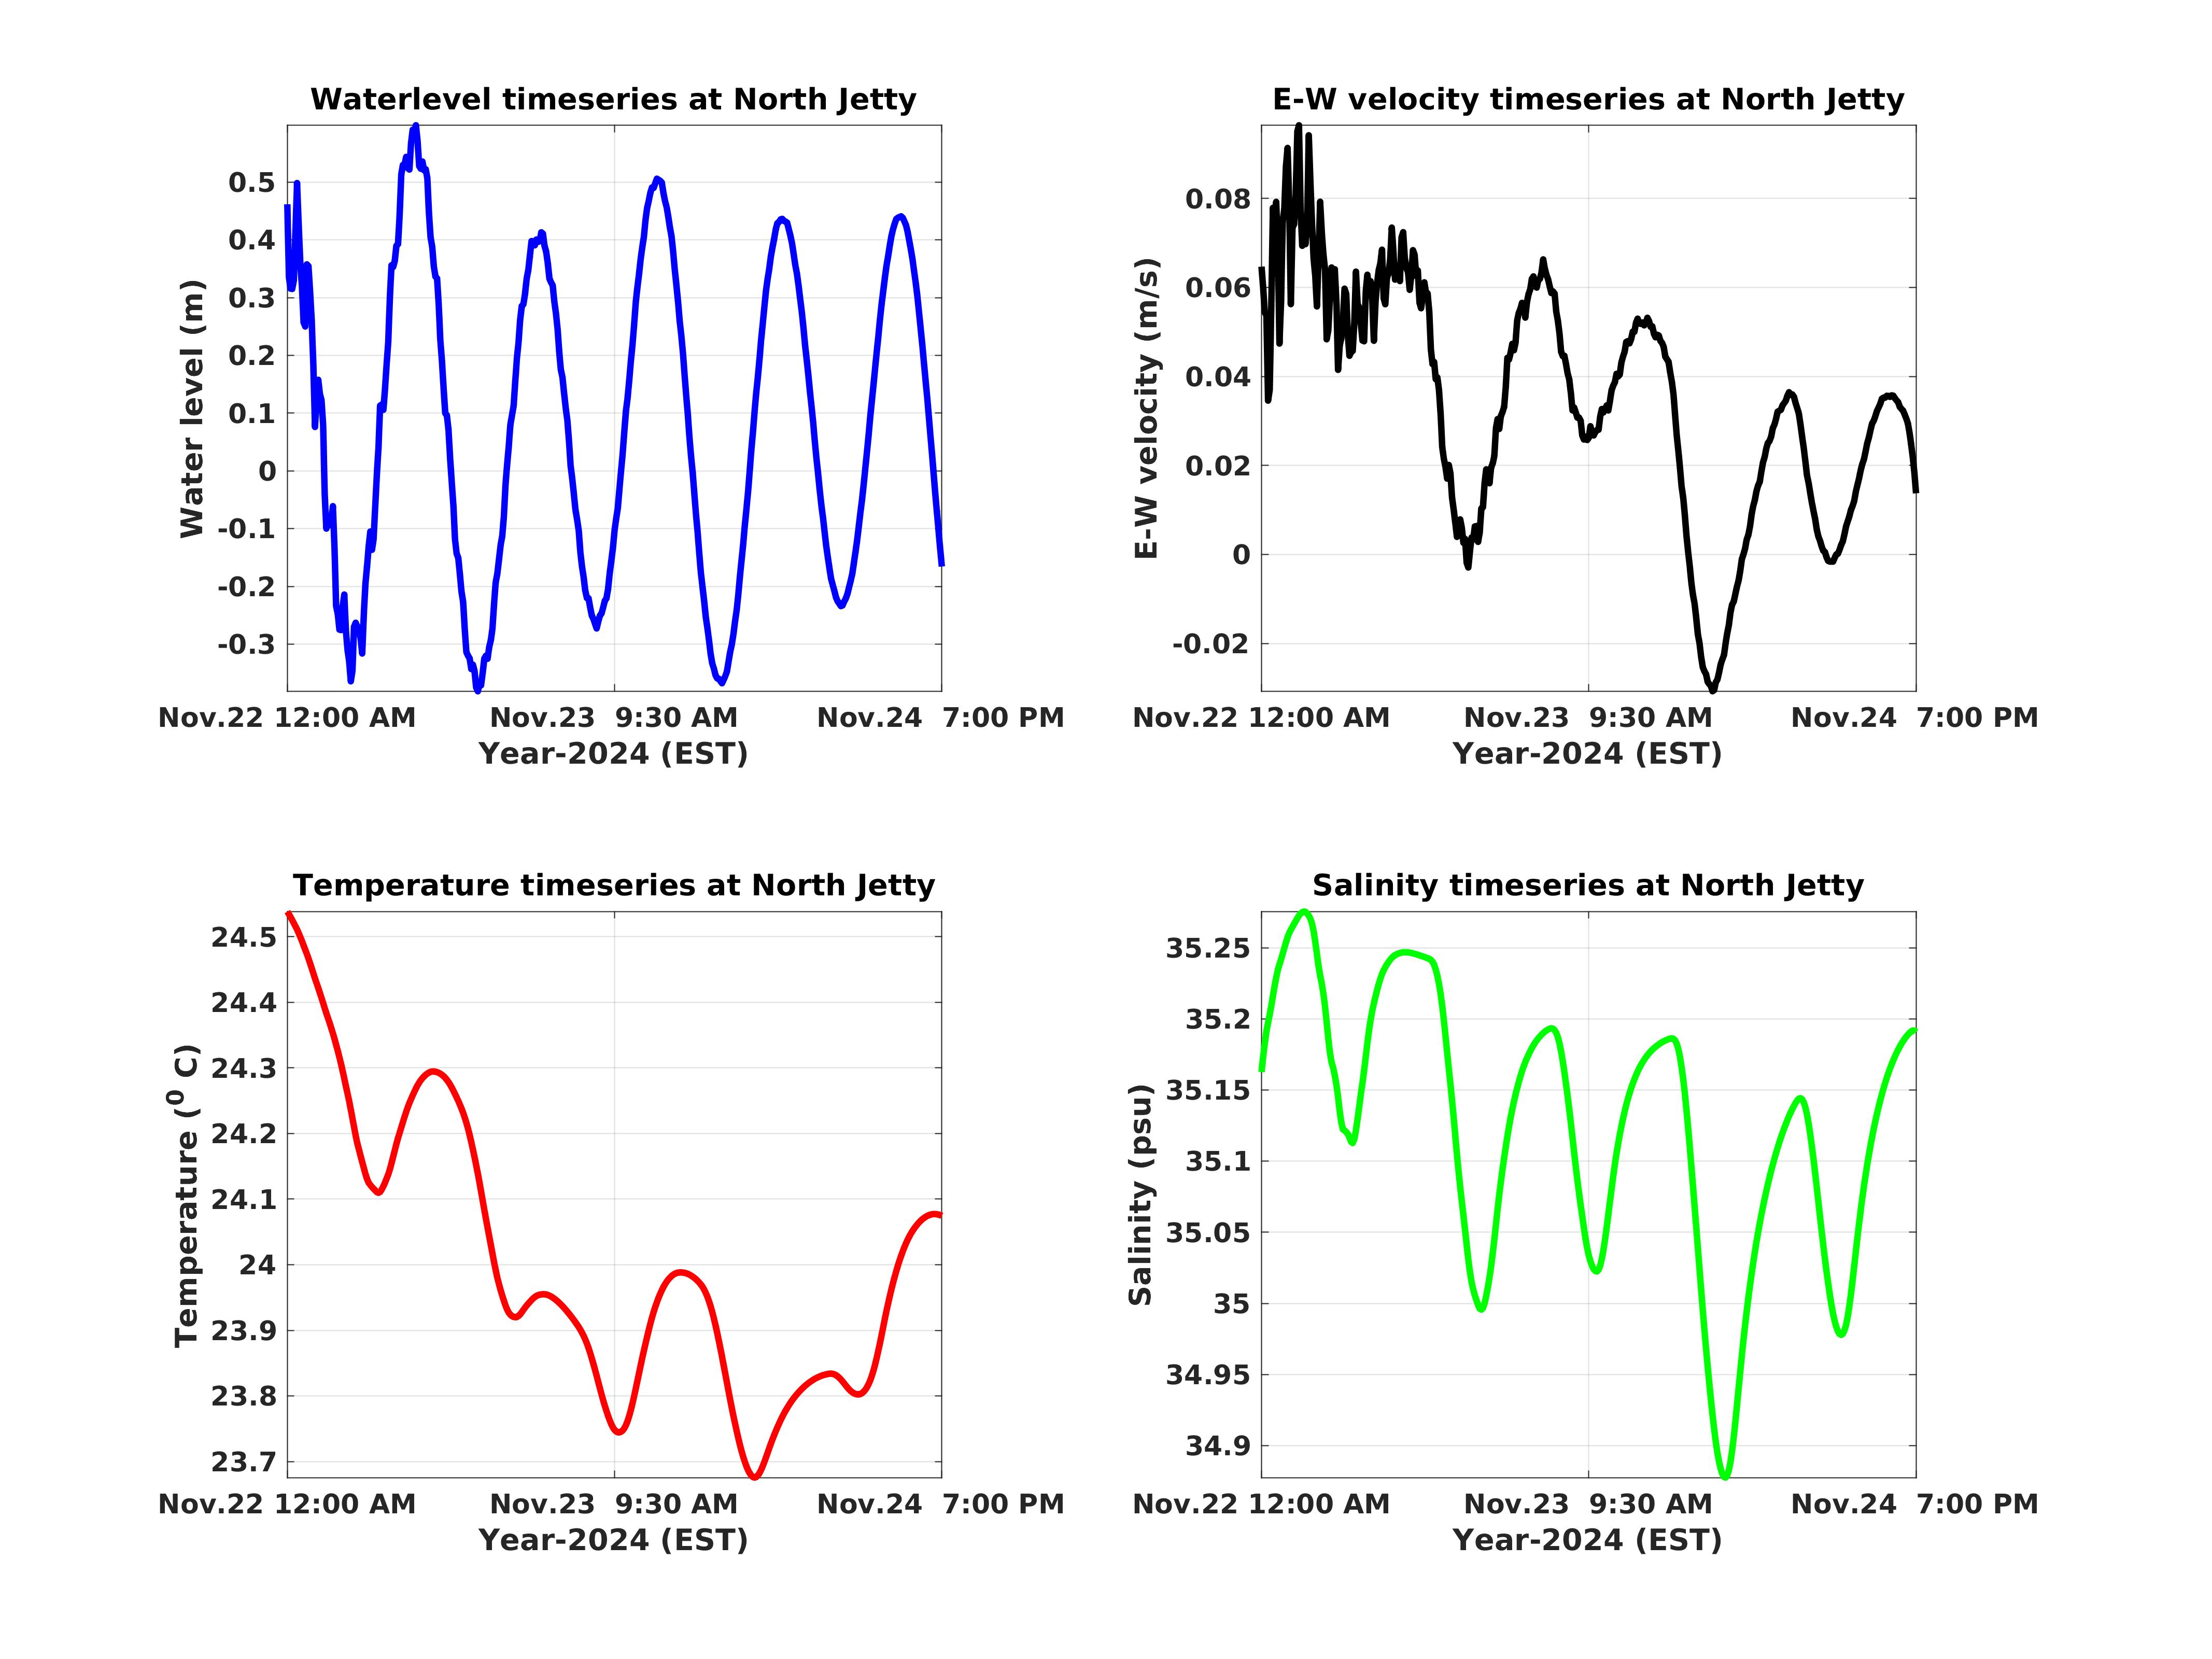 Waterlevel timeseries at North Jetty
0.5
0.4
0.3
0.2
0.1
0
-0.1
-0.2
-0.3
Water level (m)
Nov.22 12:00 AM Nov.23 9:30 AM Nov.24 7:00 PM
Year-2024 (EST)
E-W velocity timeseries at North Jetty
0.08
0.06
0.04
0.02
0
-0.02
E-W velocity (m/s)
Nov.22 12:00 AM Nov.23 9:30 AM Nov.24 7:00 PM
Year-2024 (EST)
Temperature timeseries at North Jetty
24.5
24.4
24.3
24.2
24.1
24
23.9
23.8
23.7
Temperature (⁰ C)
Nov.22 12:00 AM Nov.23 9:30 AM Nov.24 7:00 PM
Year-2024 (EST)
Salinity timeseries at North Jetty
35.25
35.2
35.15
35.1
35.05
35
34.95
34.9
Salinity (psu)
Nov.22 12:00 AM Nov.23 9:30 AM Nov.24 7:00 PM
Year-2024 (EST)